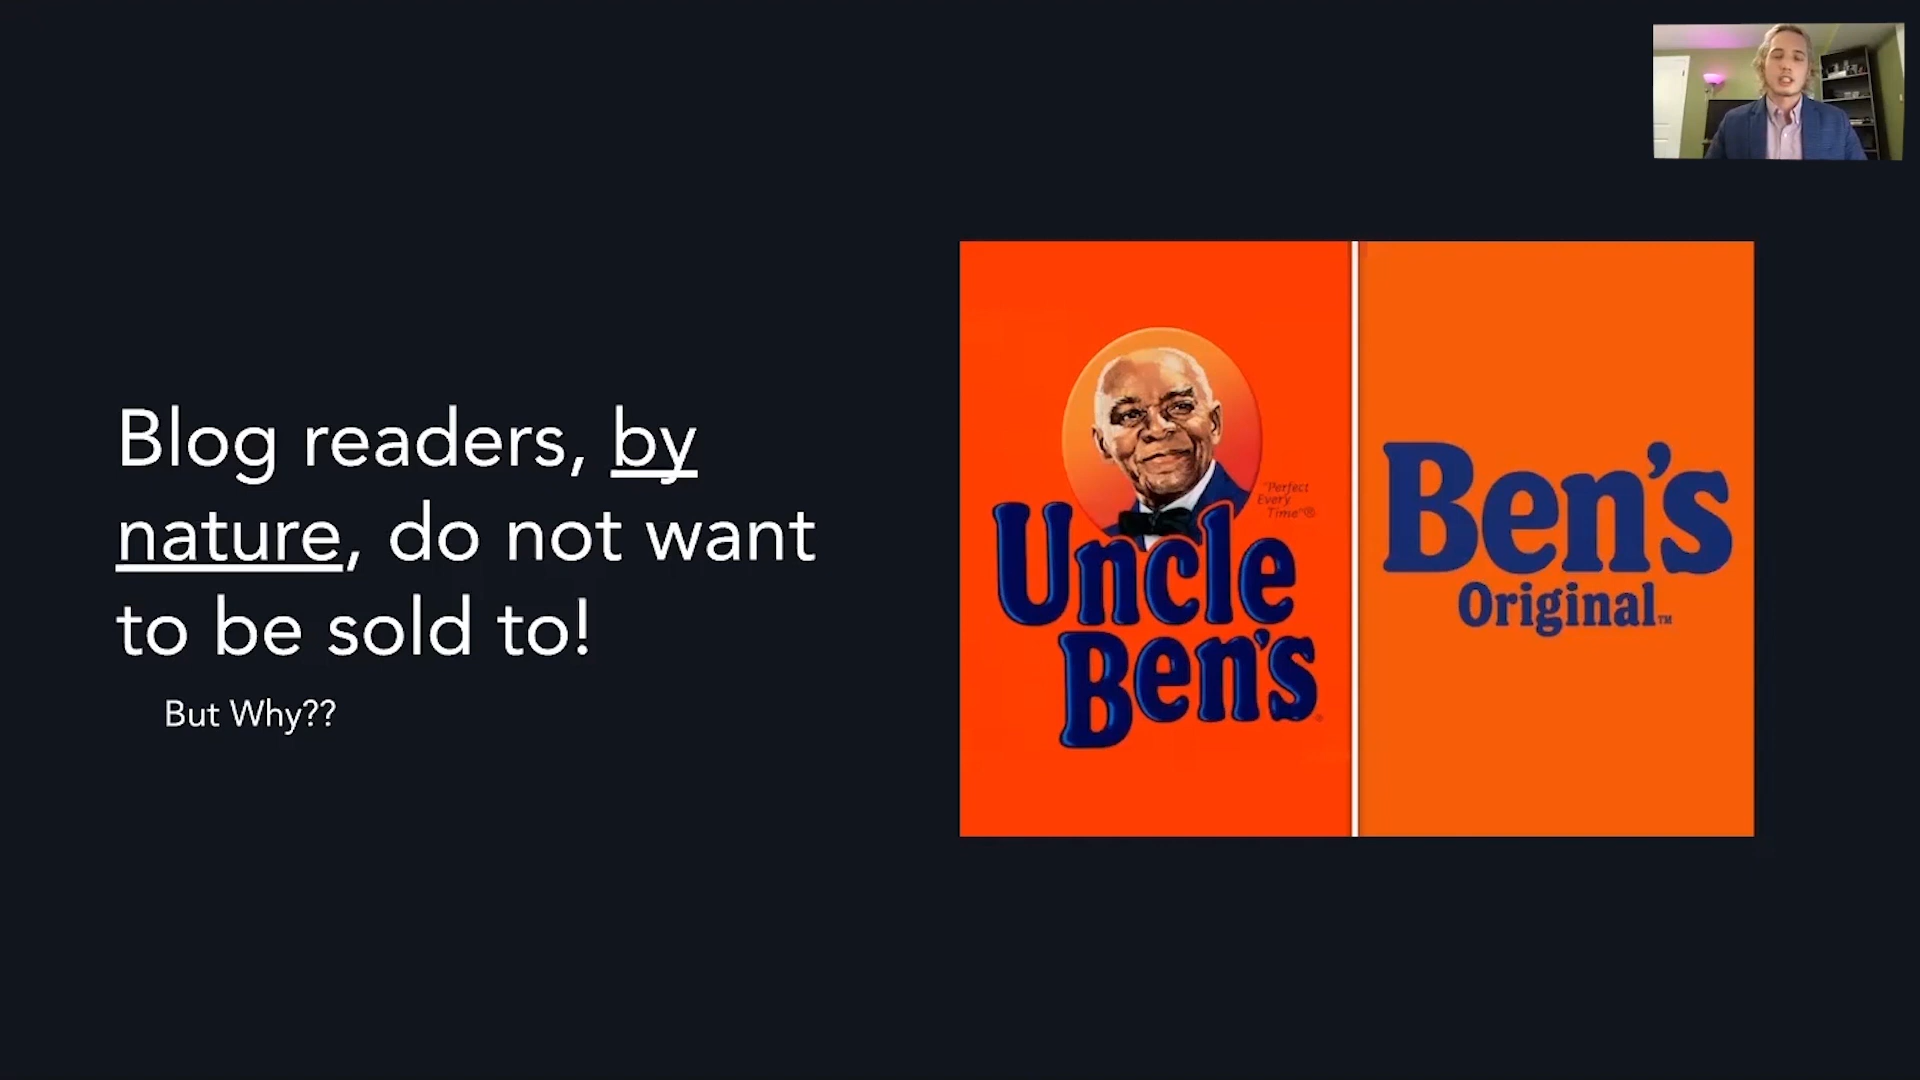 Blog readers, by
nature, do not want
to be sold to!
But Why??
"Perfect
Every
Time"®
Uncle
Ben's
Ben's
Original™